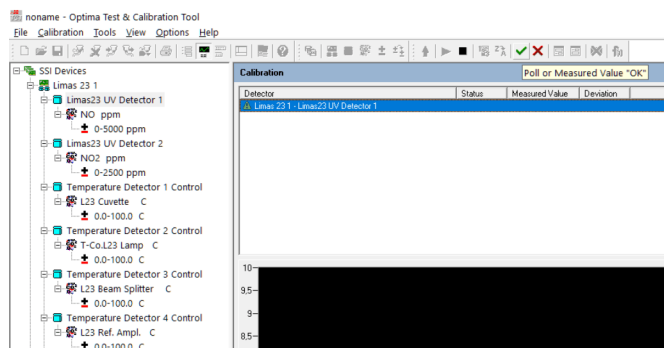 noname - Optima Test & Calibration Tool
File Calibration Tools View Options Help
SSI Devices
Limas 23 1
Limas23 UV Detector 1
NO ppm
0-5000 ppm
Limas23 UV Detector 2
NO2 ppm
0-2500 ppm
Temperature Detector 1 Control
L23 Cuvette C
0.0-100.0 C
Temperature Detector 2 Control
T-Co.L23 Lamp C
0.0-100.0 C
Temperature Detector 3 Control
L23 Beam Splitter C
0.0-100.0 C
Temperature Detector 4 Control
L23 Ref. Ampl. C
0.0-100.0 C
Calibration
Poll or Measured Value "OK"
Detector Status Measured Value Deviation
Limas 23 1 - Limas23 UV Detector 1
10
9,5
9
8,5